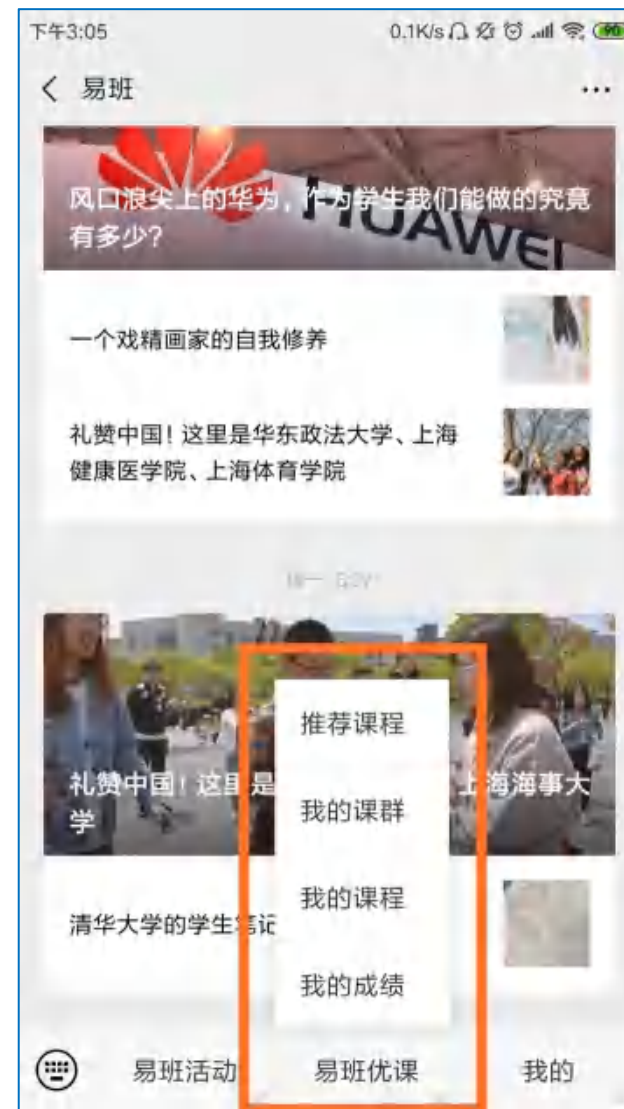 下午3:05 0.1K/s 90
易班
HUAWEI
风口浪尖上的华为，作为学生我们能做的究竟
有多少？
一个戏精画家的自我修养
礼赞中国！这里是华东政法大学、上海
健康医学院、上海体育学院
推荐课程
礼赞中国！这里是 上海海事大
学
我的课群
我的课程
清华大学的学生笔记
我的成绩
易班活动 易班优课 我的